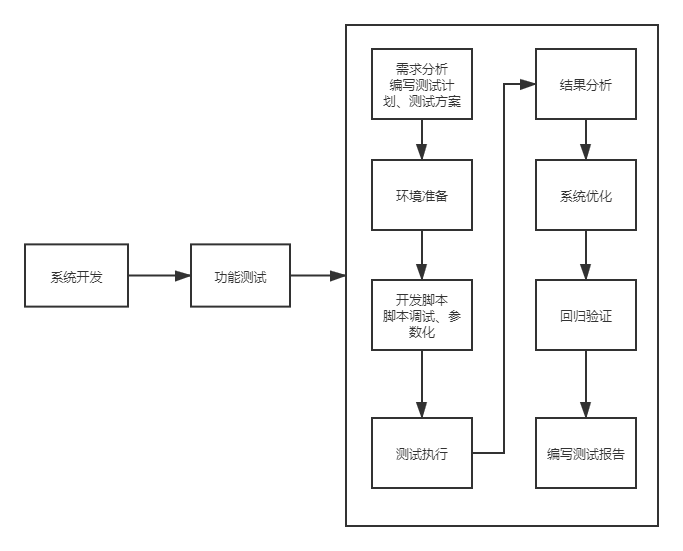 系统开发
功能测试
需求分析
编写测试计
划、测试方案
环境准备
开发脚本
脚本调试、参
数化
测试执行
结果分析
系统优化
回归验证
编写测试报告